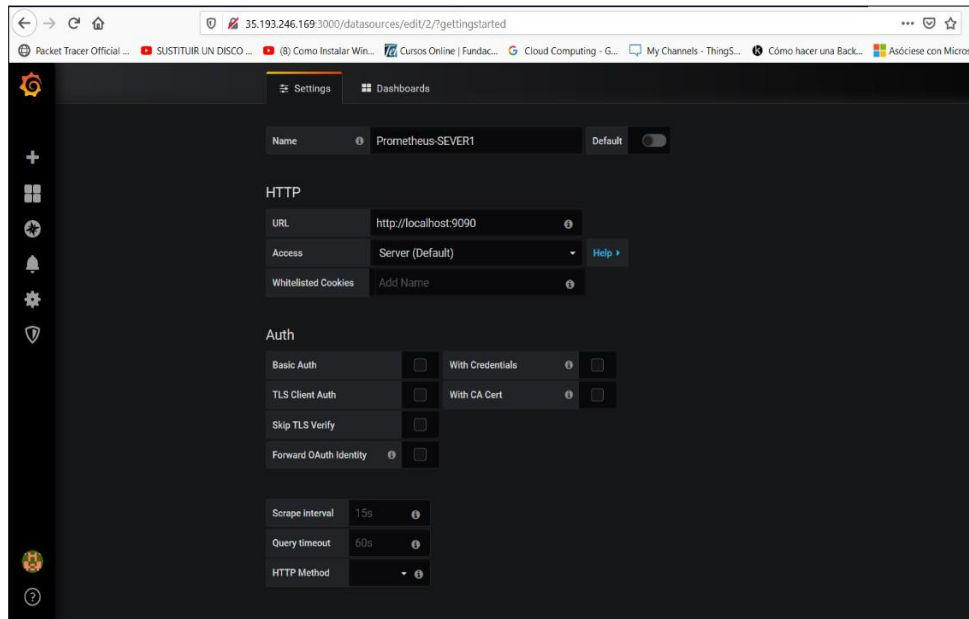 35.193.246.169:3000/datasources/edit/2/?gettingstarted
Packet Tracer Official ... SUSTITUIR UN DISCO ... (8) Como Instalar Win... Cursos Online | Fundac... Cloud Computing - G... My Channels - ThingS... Cómo hacer una Back... Asóciese con Micros
Settings Dashboards
Name Prometheus-SEVER1 Default
HTTP
URL http://localhost:9090
Access Server (Default) Help
Whitelisted Cookies Add Name
Auth
Basic Auth With Credentials
TLS Client Auth With CA Cert
Skip TLS Verify
Forward OAuth Identity
Scrape interval 15s
Query timeout 60s
HTTP Method